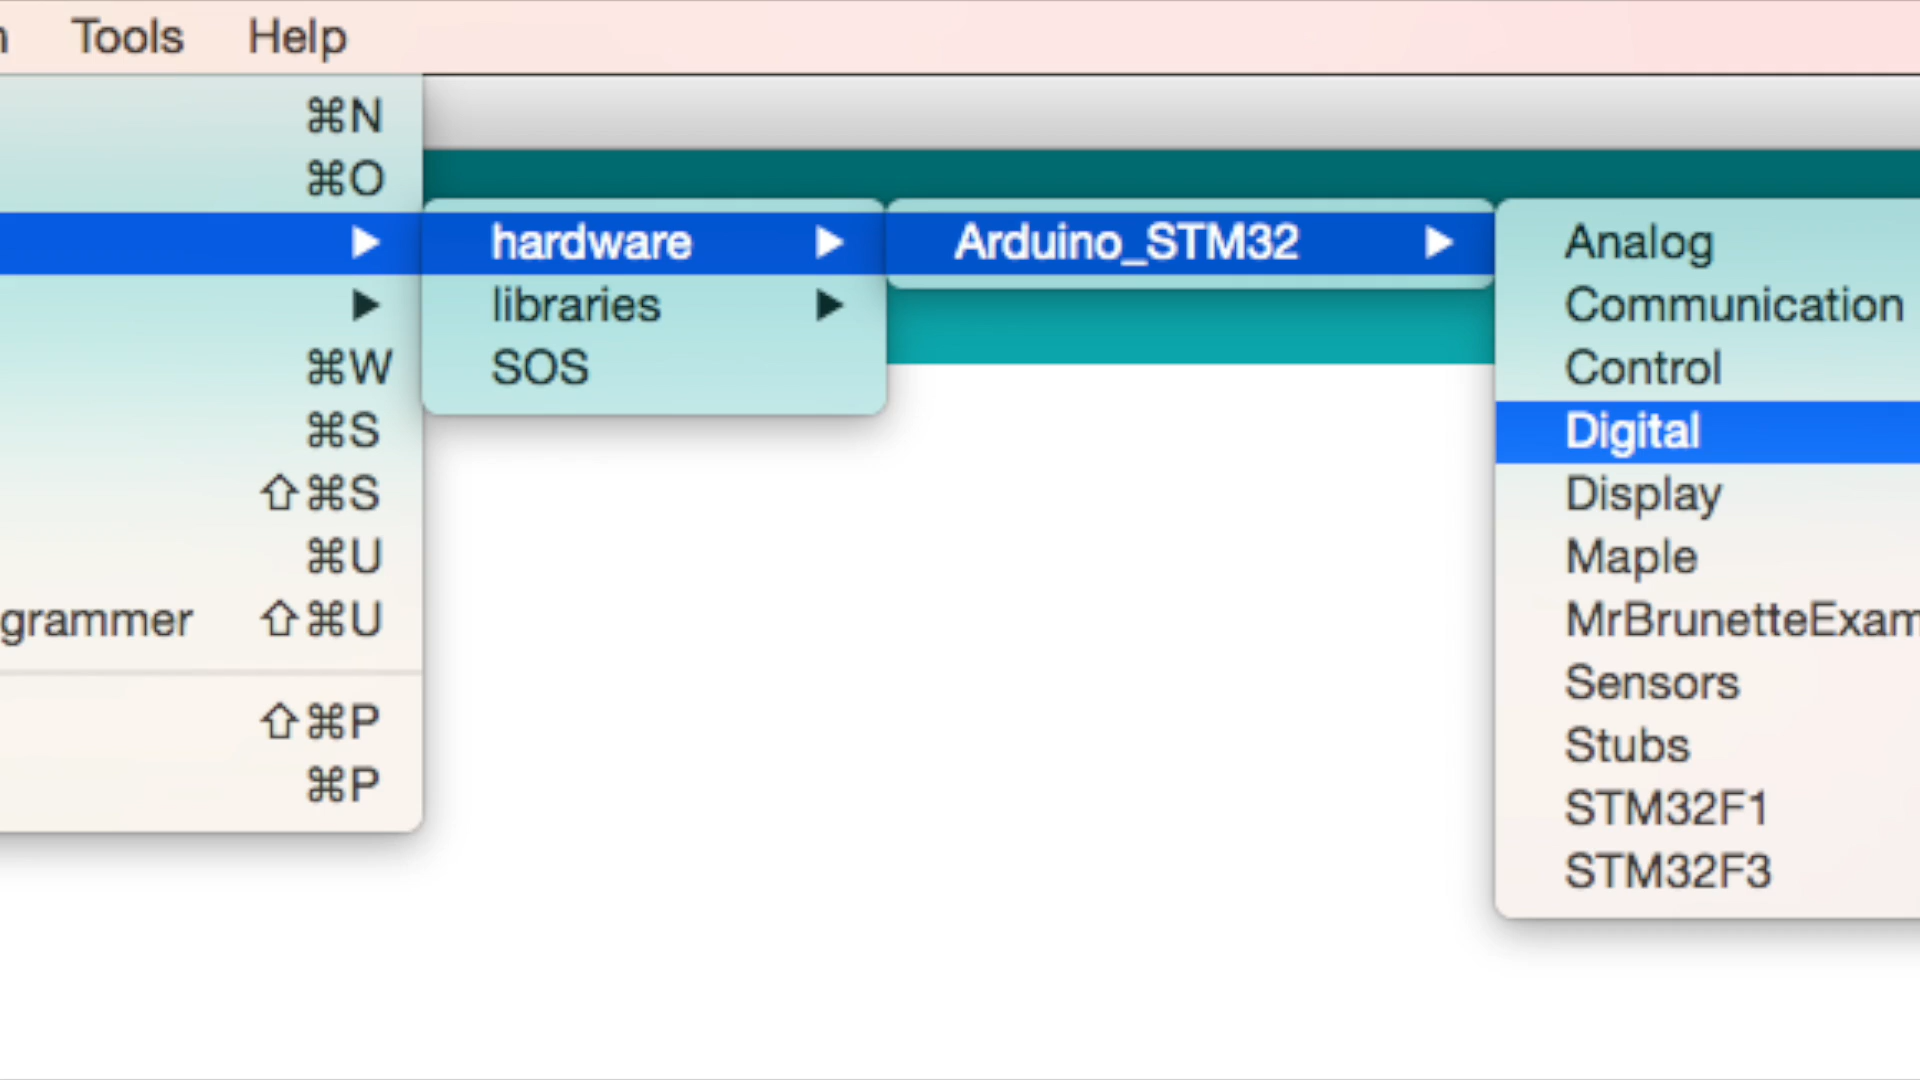 Tools Help
⌘N
⌘O
hardware
libraries
SOS
Arduino_STM32
⌘W
⌘S
⇧⌘S
⌘U
grammer ⇧⌘U
⇧⌘P
⌘P
Analog
Communication
Control
Digital
Display
Maple
MrBrunetteExam
Sensors
Stubs
STM32F1
STM32F3